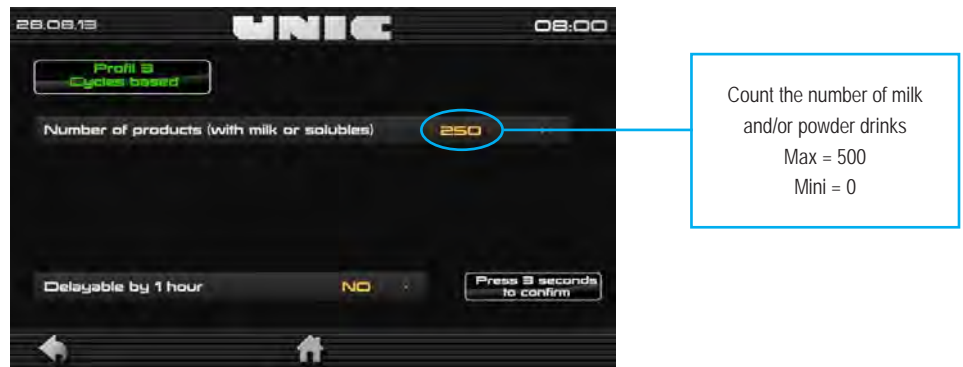 28.08.13 UNIC 08:00
Profil 3
Cycles based
Number of products (with milk or solubles) 250
Delayable by 1 hour NO
Press 3 seconds
to confirm
Count the number of milk
and/or powder drinks
Max = 500
Mini = 0